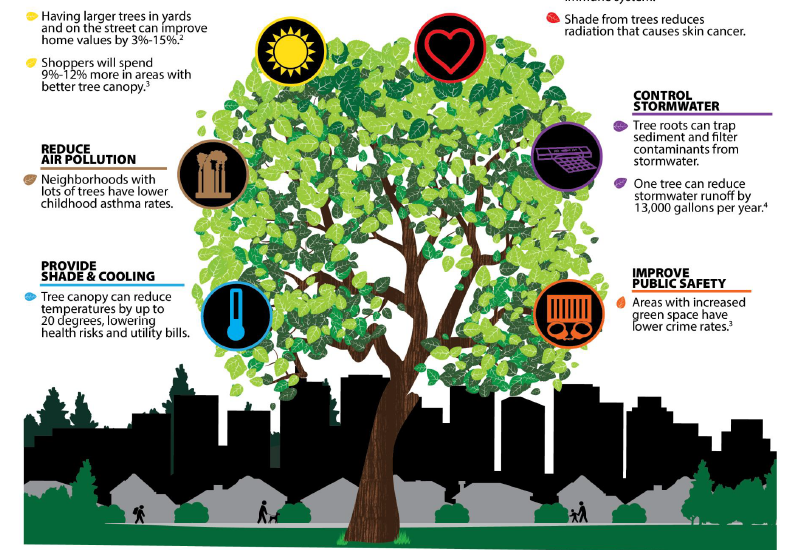 Having larger trees in yards
and on the street can improve
home values by 3%-15%.²
Shoppers will spend
9%-12% more in areas with
better tree canopy.³
REDUCE
AIR POLLUTION
Neighborhoods with
lots of trees have lower
childhood asthma rates.
PROVIDE
SHADE & COOLING
Tree canopy can reduce
temperatures by up to
20 degrees, lowering
health risks and utility bills.
immune system.
Shade from trees reduces
radiation that causes skin cancer.
CONTROL
STORMWATER
Tree roots can trap
sediment and filter
contaminants from
stormwater.
One tree can reduce
stormwater runoff by
13,000 gallons per year.⁴
IMPROVE
PUBLIC SAFETY
Areas with increased
green space have
lower crime rates.³